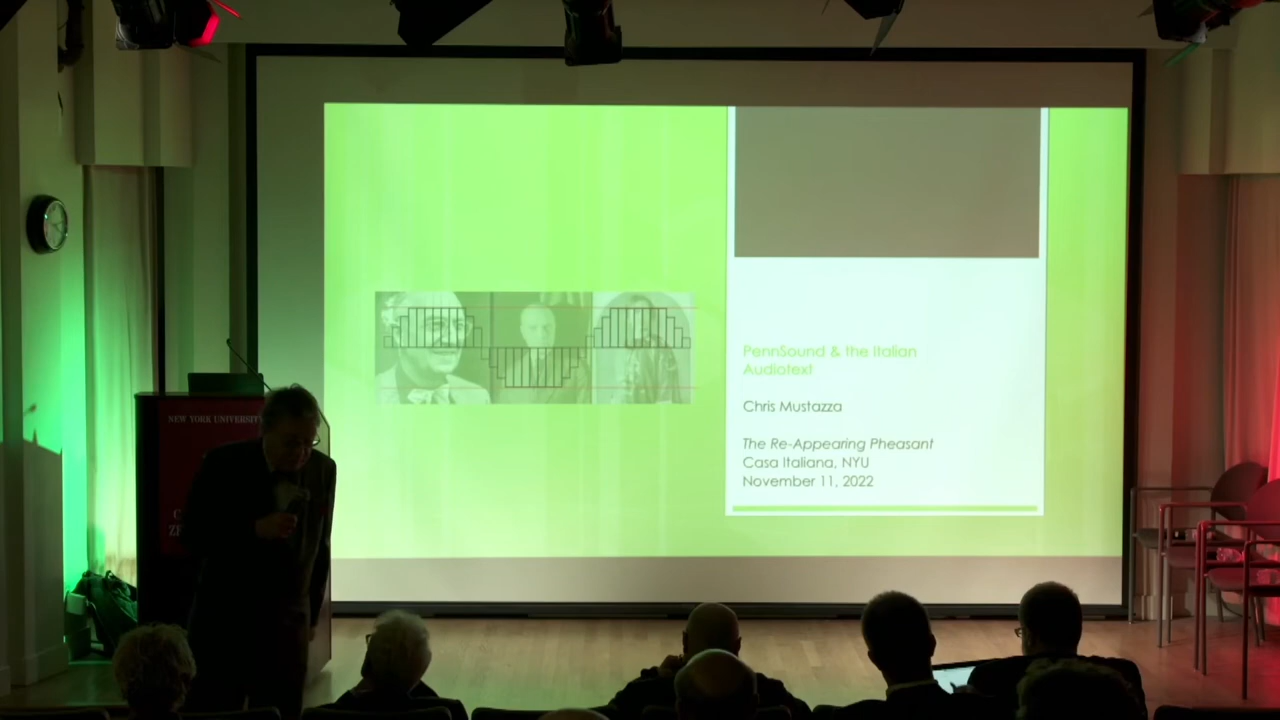 NEW YORK UNIVERSITY
PennSound & the Italian
Audiotext
Chris Mustazza
The Re-Appearing Pheasant
Casa Italiana, NYU
November 11, 2022